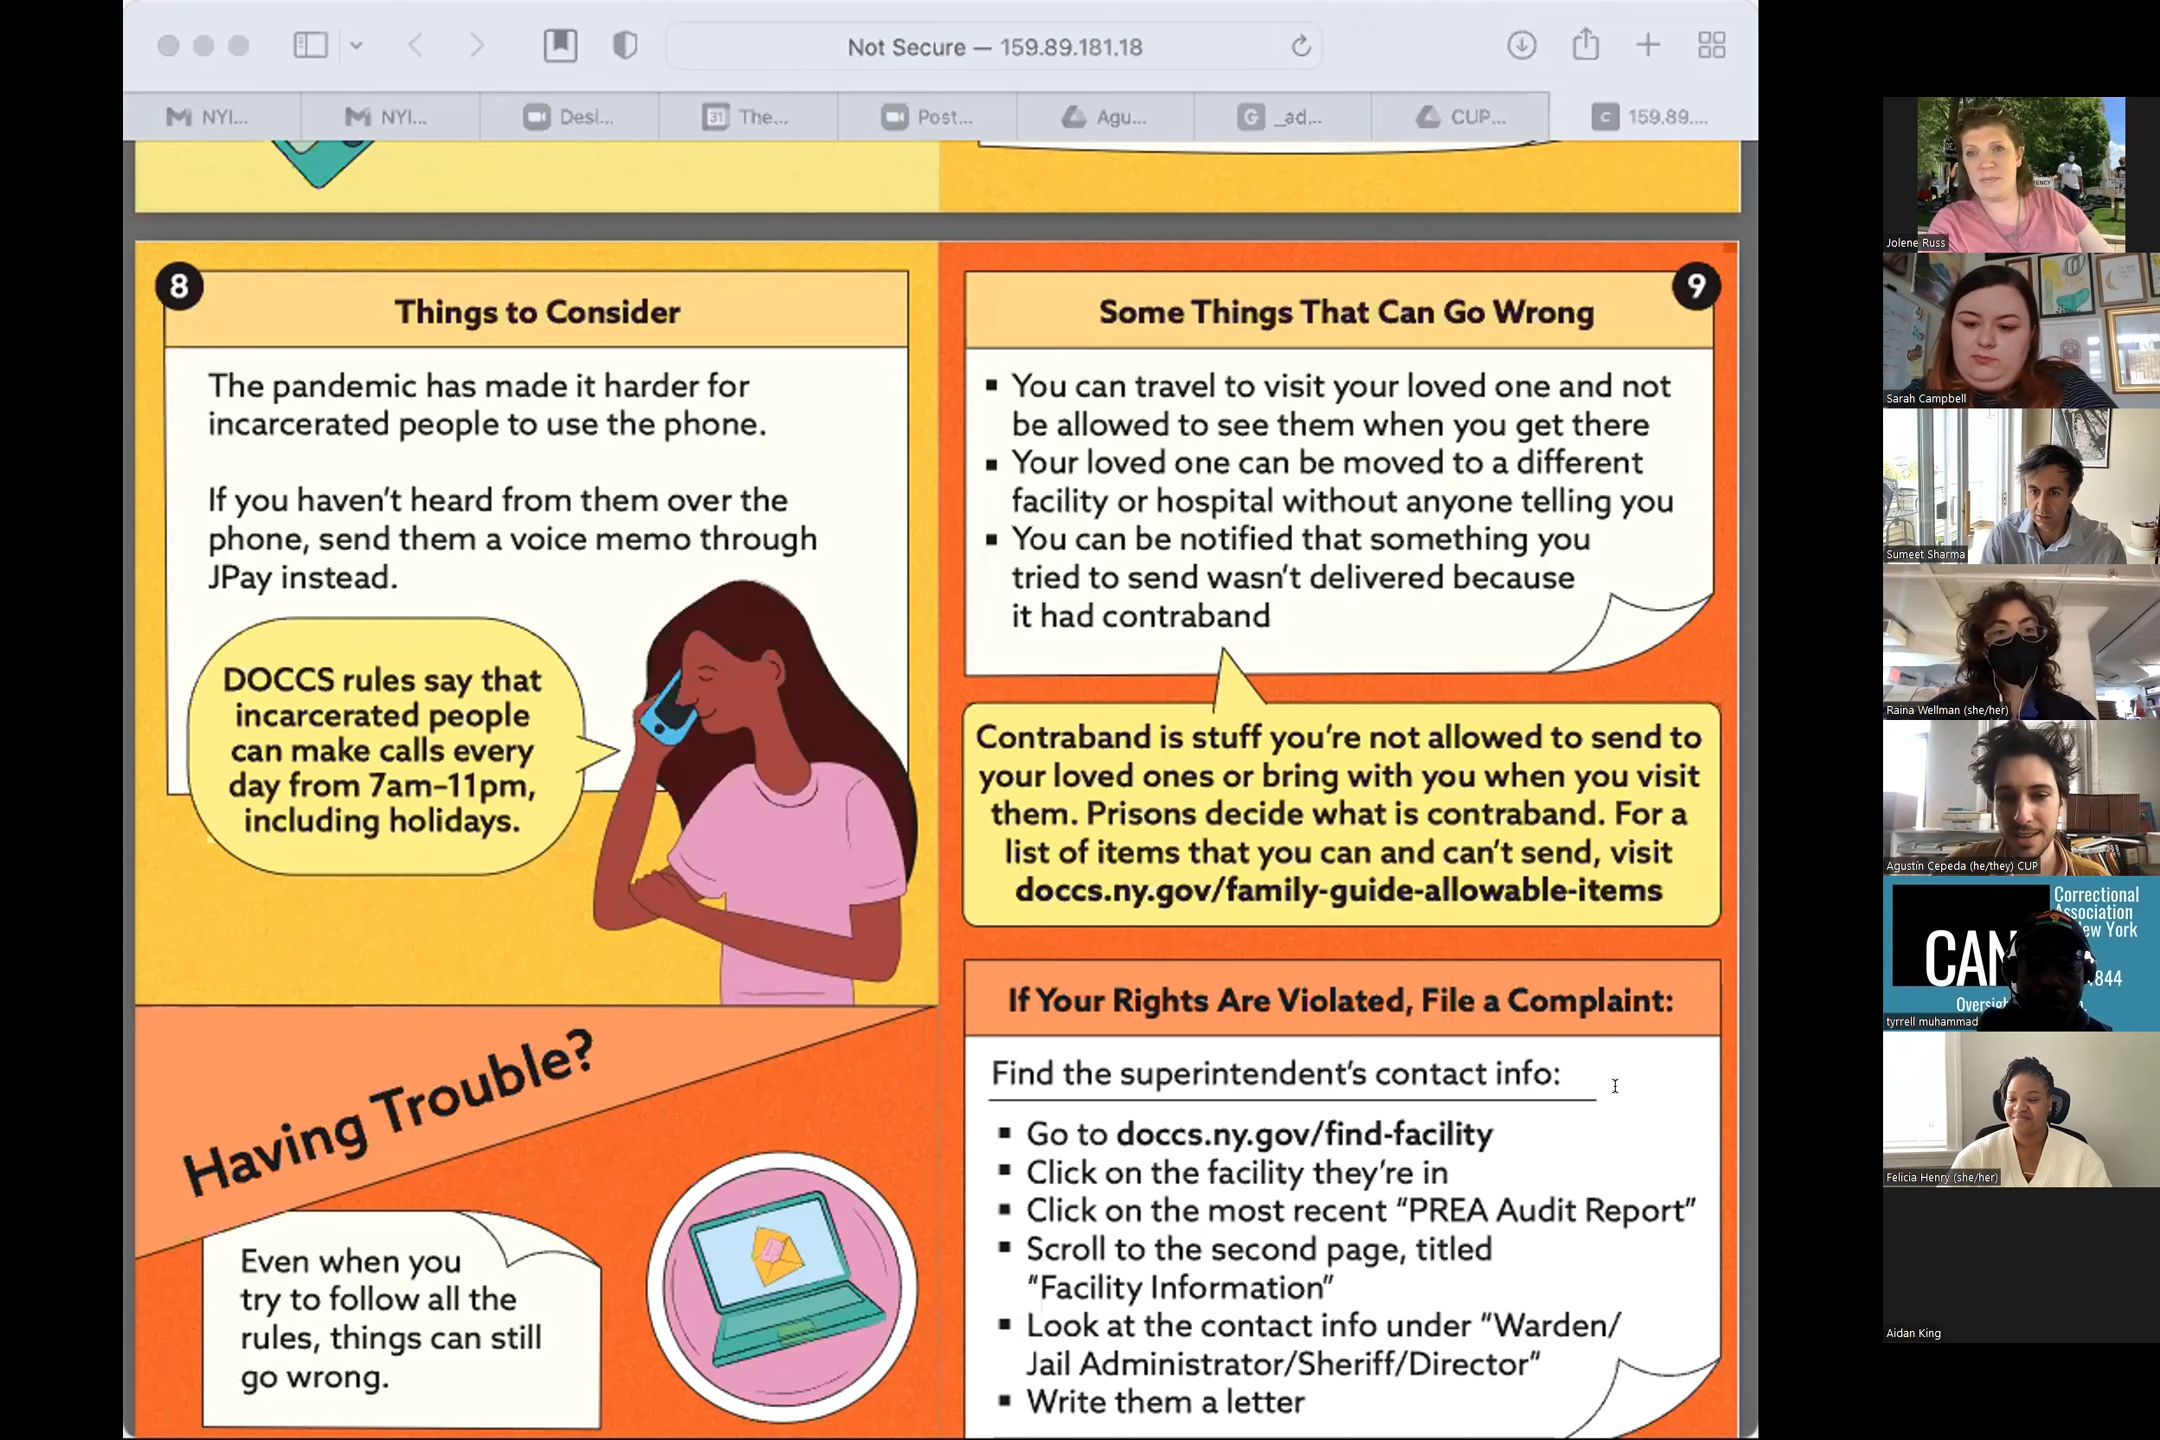 Not Secure — 159.89.181.18
NYI...
NYI...
Desi...
31 The...
Post...
Agu...
G _ad...
CUP...
C 159.89....
8
Things to Consider
The pandemic has made it harder for
incarcerated people to use the phone.
If you haven't heard from them over the
phone, send them a voice memo through
JPay instead.
DOCCS rules say that
incarcerated people
can make calls every
day from 7am–11pm,
including holidays.
Having Trouble?
Even when you
try to follow all the
rules, things can still
go wrong.
9
Some Things That Can Go Wrong
▪ You can travel to visit your loved one and not
be allowed to see them when you get there
▪ Your loved one can be moved to a different
facility or hospital without anyone telling you
▪ You can be notified that something you
tried to send wasn't delivered because
it had contraband
Contraband is stuff you're not allowed to send to
your loved ones or bring with you when you visit
them. Prisons decide what is contraband. For a
list of items that you can and can't send, visit
doccs.ny.gov/family-guide-allowable-items
If Your Rights Are Violated, File a Complaint:
Find the superintendent's contact info:
▪ Go to doccs.ny.gov/find-facility
▪ Click on the facility they're in
▪ Click on the most recent “PREA Audit Report”
▪ Scroll to the second page, titled
“Facility Information”
▪ Look at the contact info under “Warden/
Jail Administrator/Sheriff/Director”
▪ Write them a letter
Jolene Russ
Sarah Campbell
Sumeet Sharma
Raina Wellman (she/her)
Agustín Cepeda (he/they) CUP
Correctional
Association
New York
CAN
.844
Oversig
tyrrell muhammad
Felicia Henry (she/her)
Aidan King